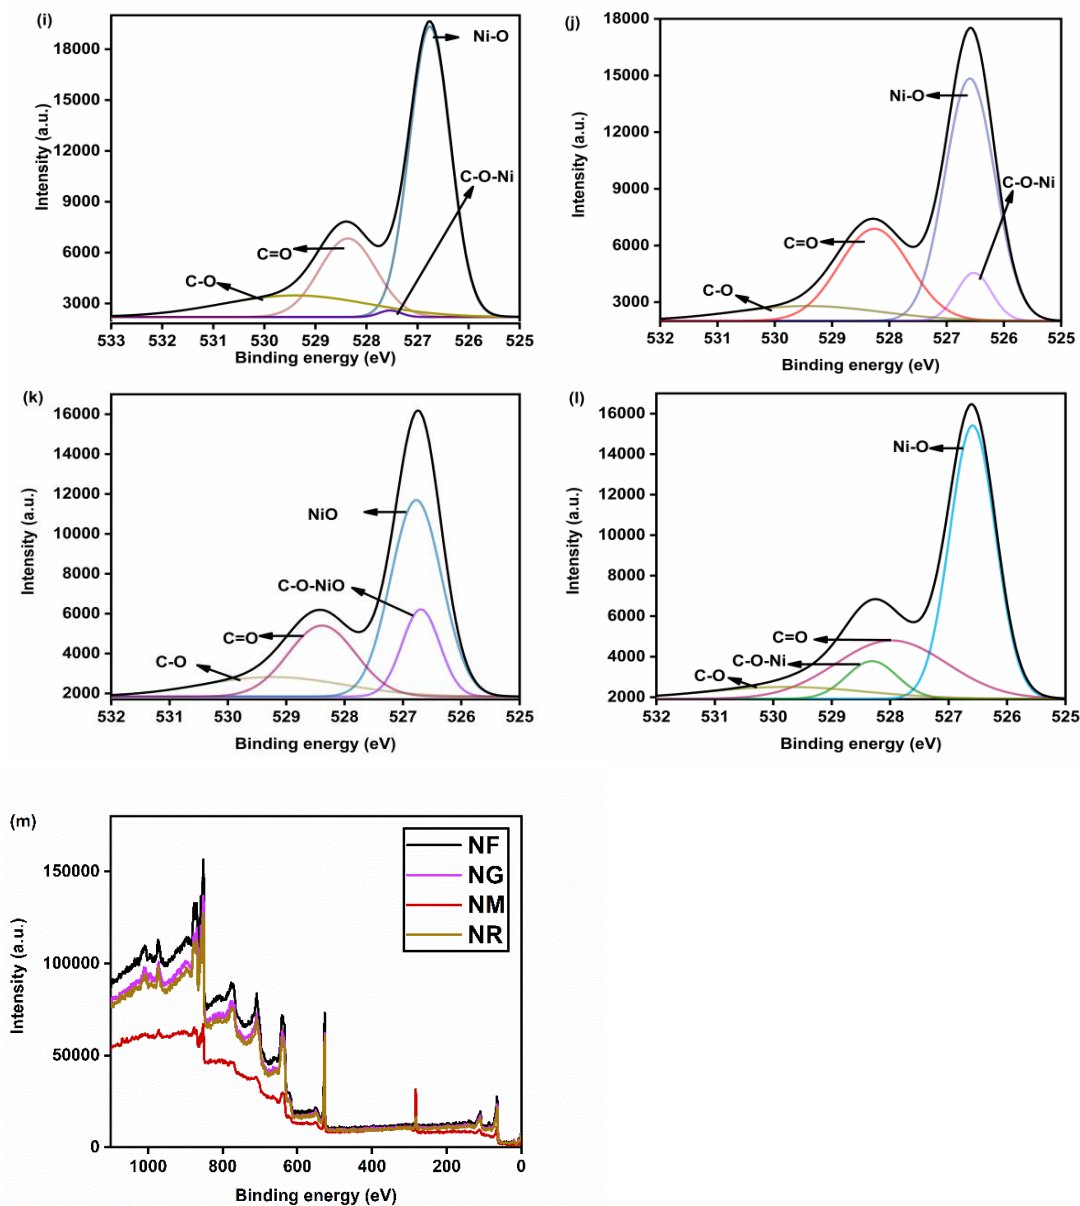 (i)
Intensity (a.u.)
18000
15000
12000
9000
6000
3000
Ni-O
C-O-Ni
C=O
C-O
533 532 531 530 529 528 527 526 525
Binding energy (eV)
(j)
Intensity (a.u.)
18000
15000
12000
9000
6000
3000
Ni-O
C-O-Ni
C=O
C-O
532 531 530 529 528 527 526 525
Binding energy (eV)
(k)
Intensity (a.u.)
16000
14000
12000
10000
8000
6000
4000
2000
NiO
C-O-NiO
C=O
C-O
532 531 530 529 528 527 526 525
Binding energy (eV)
(l)
Intensity (a.u.)
16000
14000
12000
10000
8000
6000
4000
2000
Ni-O
C=O
C-O-Ni
C-O
532 531 530 529 528 527 526 525
Binding energy (eV)
(m)
Intensity (a.u.)
150000
100000
50000
0
NF
NG
NM
NR
1000 800 600 400 200 0
Binding energy (eV)